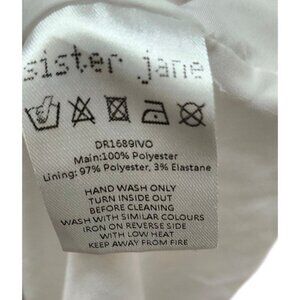 sister jane
DR1689IVO
Main:100% Polyester
Lining: 97% Polyester, 3% Elastane
HAND WASH ONLY
TURN INSIDE OUT
BEFORE CLEANING
WASH WITH SIMILAR COLOURS
IRON ON REVERSE SIDE
WITH LOW HEAT
KEEP AWAY FROM FIRE